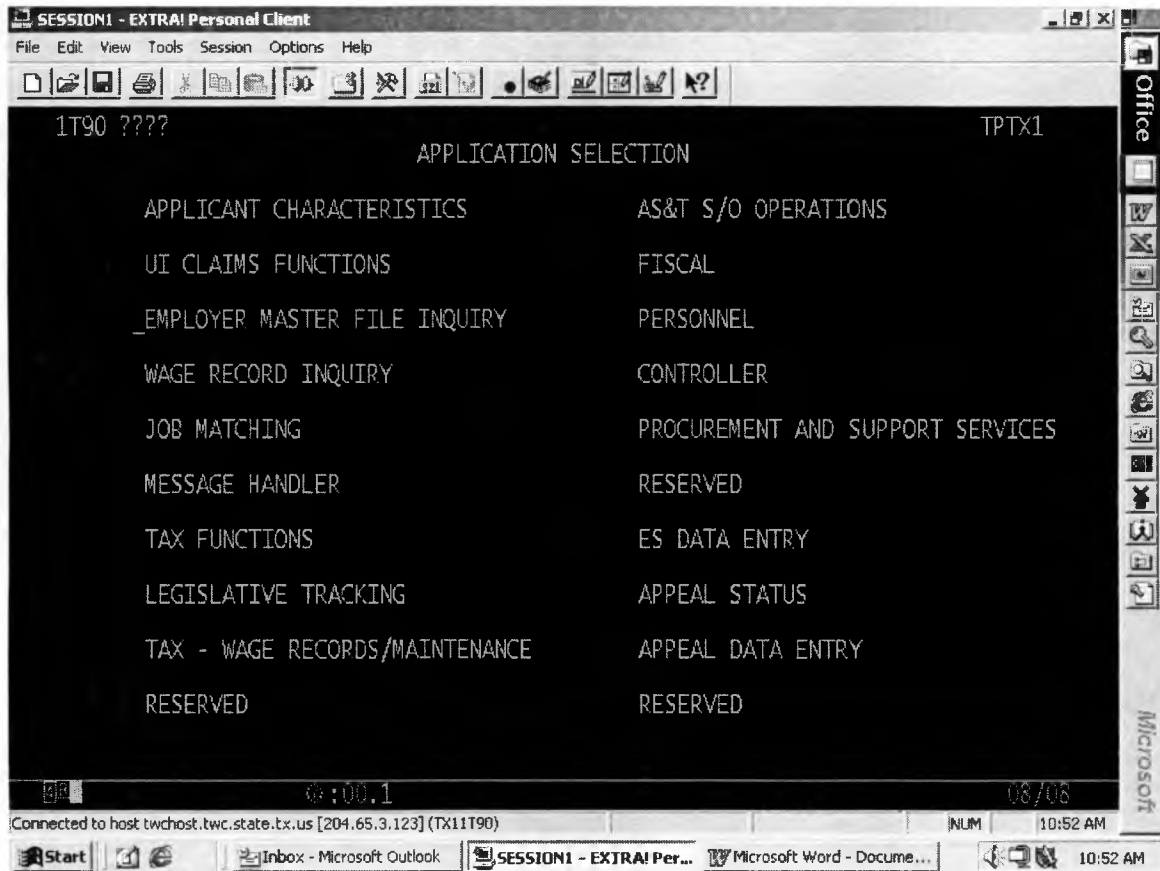 SESSION1 - EXTRA! Personal Client
File Edit View Tools Session Options Help
Office
1T90 ???? TPTX1
APPLICATION SELECTION
APPLICANT CHARACTERISTICS AS&T S/O OPERATIONS
UI CLAIMS FUNCTIONS FISCAL
_EMPLOYER MASTER FILE INQUIRY PERSONNEL
WAGE RECORD INQUIRY CONTROLLER
JOB MATCHING PROCUREMENT AND SUPPORT SERVICES
MESSAGE HANDLER RESERVED
TAX FUNCTIONS ES DATA ENTRY
LEGISLATIVE TRACKING APPEAL STATUS
TAX - WAGE RECORDS/MAINTENANCE APPEAL DATA ENTRY
RESERVED RESERVED
Microsoft
:00.1 08/08
Connected to host twchost.twc.state.tx.us [204.65.3.123] (TX11T90) NUM 10:52 AM
Start Inbox - Microsoft Outlook SESSION1 - EXTRA! Per... Microsoft Word - Docume... 10:52 AM